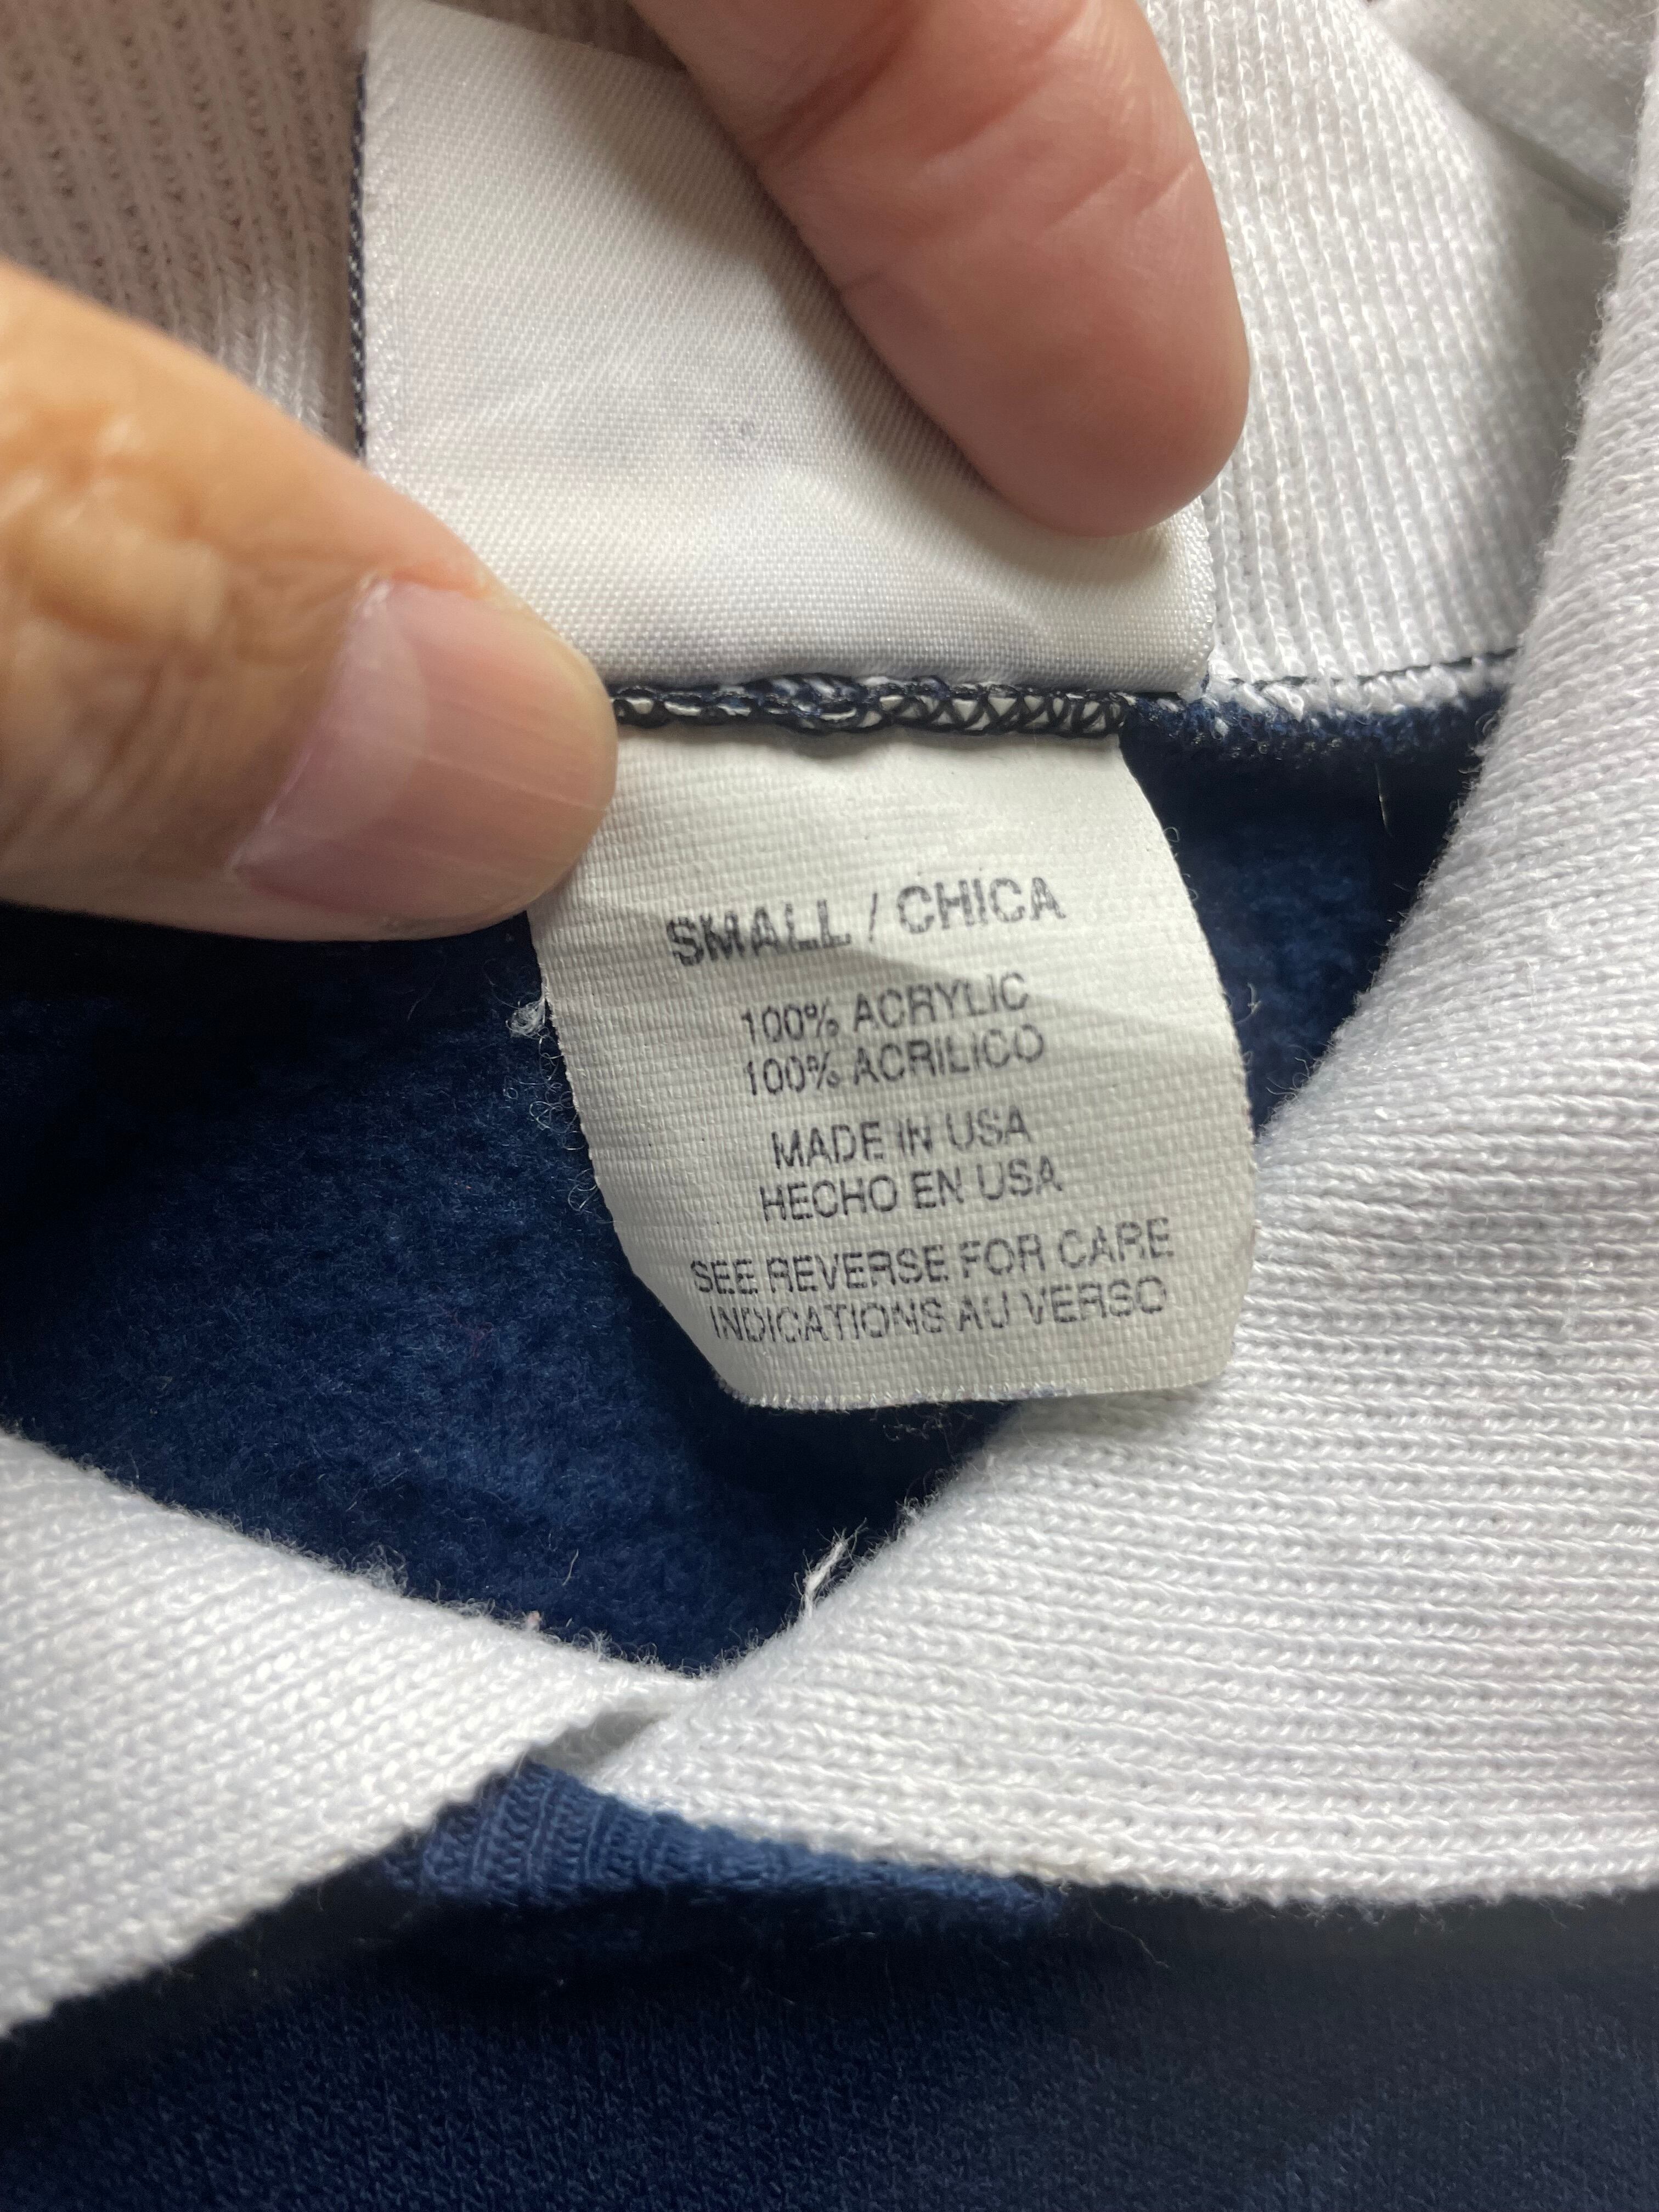 SMALL / CHICA
100% ACRYLIC
100% ACRILICO
MADE IN USA
HECHO EN USA
SEE REVERSE FOR CARE
INDICATIONS AU VERSO